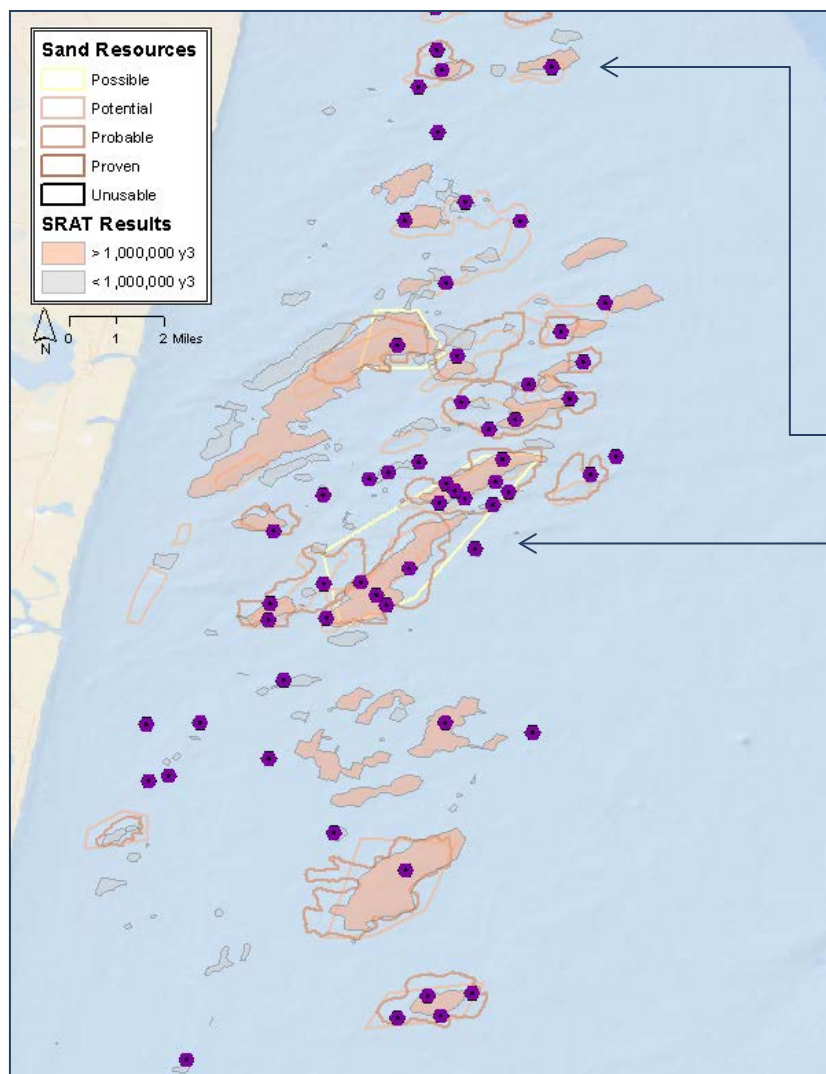 Sand Resources
Possible
Potential
Probable
Proven
Unusable
SRAT Results
> 1,000,000 y3
< 1,000,000 y3
N
0 1 2 Miles